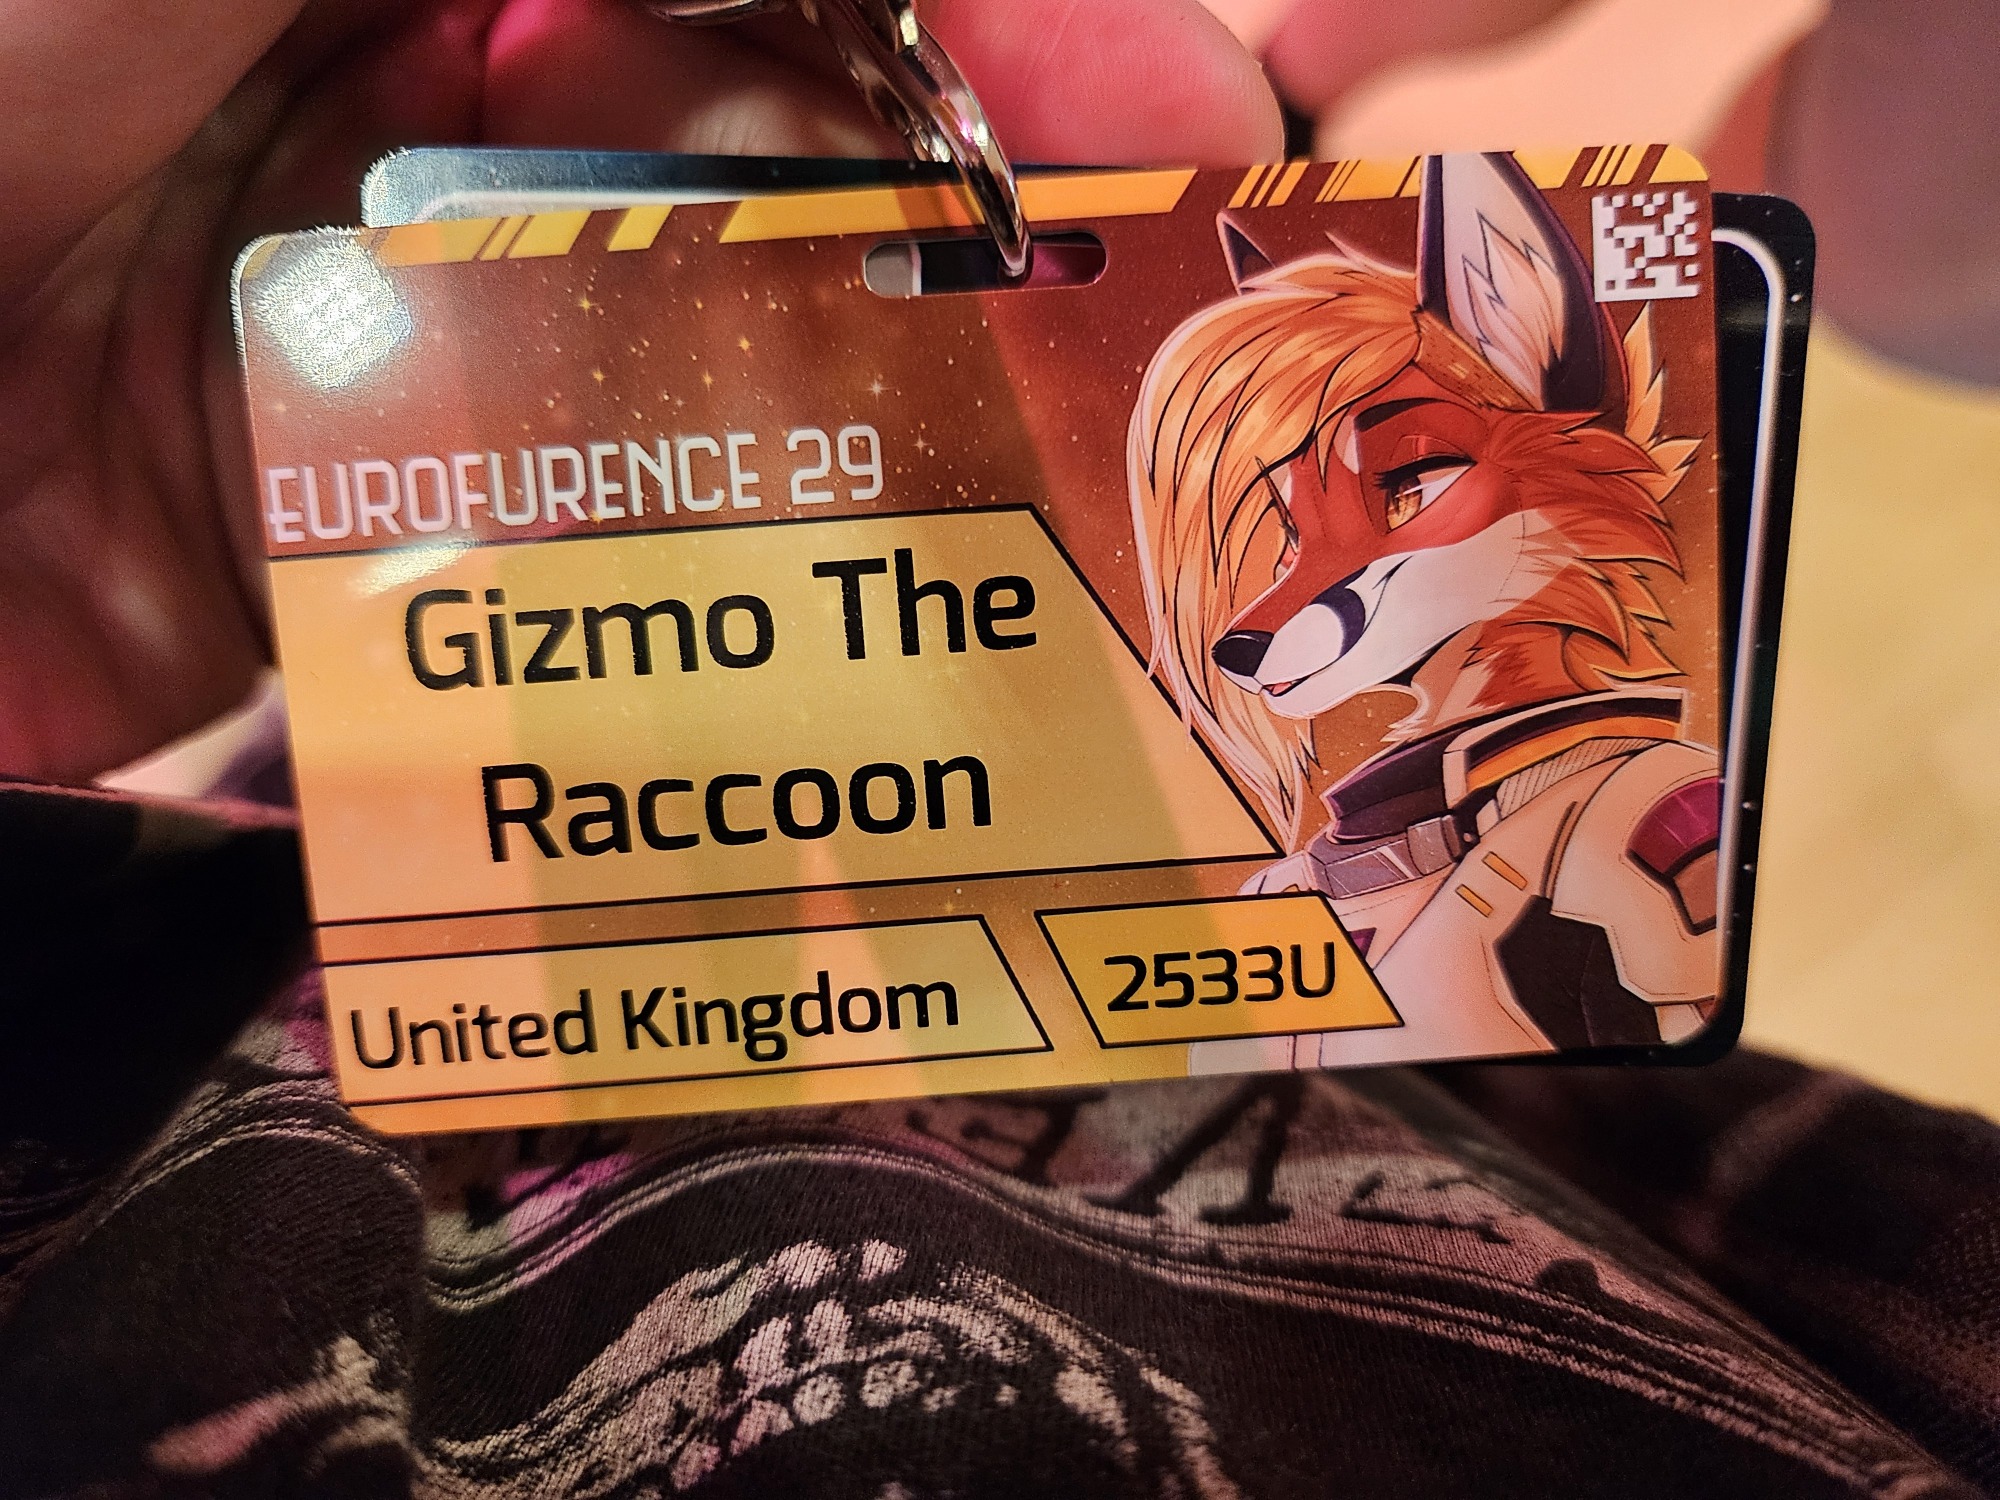 EUROFURENCE 29
Gizmo The
Raccoon
United Kingdom
2533U